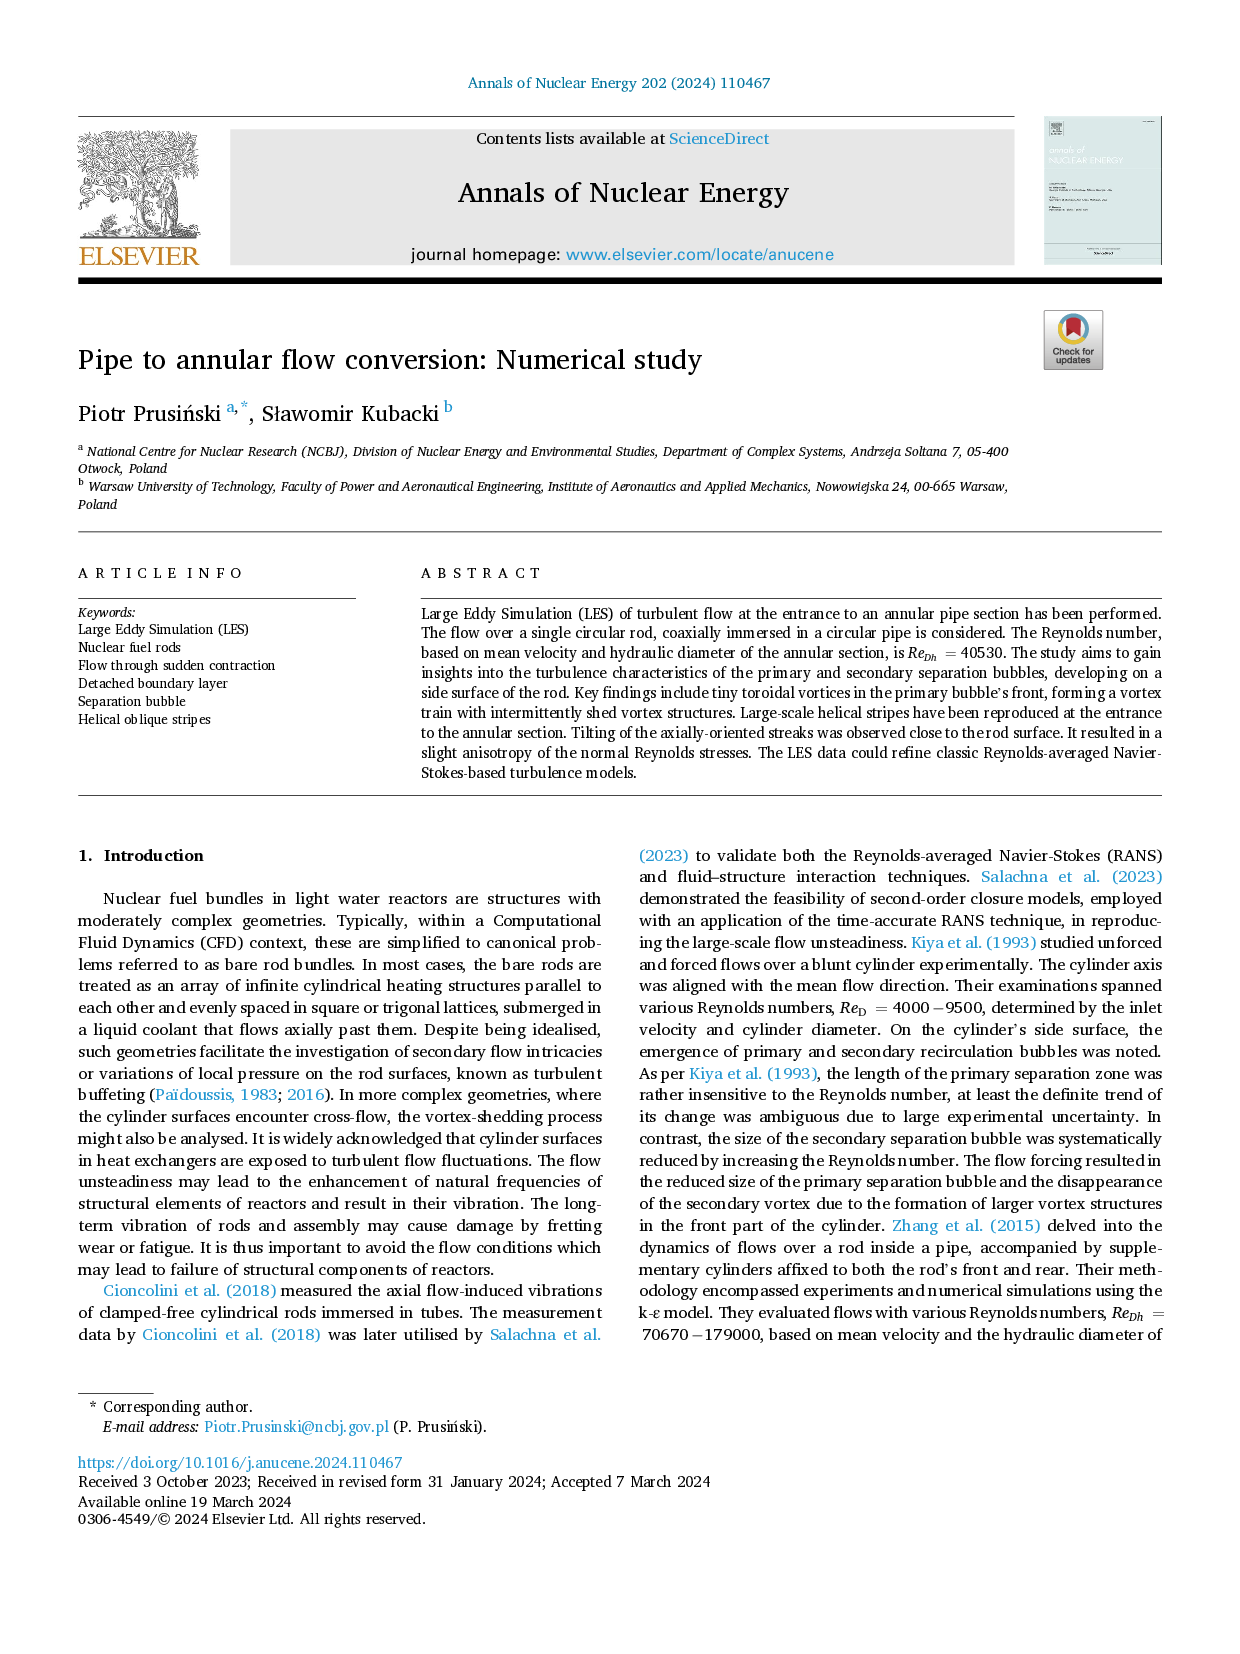 Annals of Nuclear Energy 202 (2024) 110467
Contents lists available at ScienceDirect
Annals of Nuclear Energy
journal homepage: www.elsevier.com/locate/anucene
ELSEVIER
annals of
NUCLEAR ENERGY
Check for
updates
Pipe to annular flow conversion: Numerical study
Piotr Prusiński a,*, Sławomir Kubacki b
a National Centre for Nuclear Research (NCBJ), Division of Nuclear Energy and Environmental Studies, Department of Complex Systems, Andrzeja Soltana 7, 05-400
Otwock, Poland
b Warsaw University of Technology, Faculty of Power and Aeronautical Engineering, Institute of Aeronautics and Applied Mechanics, Nowowiejska 24, 00-665 Warsaw,
Poland
ARTICLE INFO
Keywords:
Large Eddy Simulation (LES)
Nuclear fuel rods
Flow through sudden contraction
Detached boundary layer
Separation bubble
Helical oblique stripes
ABSTRACT
Large Eddy Simulation (LES) of turbulent flow at the entrance to an annular pipe section has been performed.
The flow over a single circular rod, coaxially immersed in a circular pipe is considered. The Reynolds number,
based on mean velocity and hydraulic diameter of the annular section, is ReDh = 40530. The study aims to gain
insights into the turbulence characteristics of the primary and secondary separation bubbles, developing on a
side surface of the rod. Key findings include tiny toroidal vortices in the primary bubble's front, forming a vortex
train with intermittently shed vortex structures. Large-scale helical stripes have been reproduced at the entrance
to the annular section. Tilting of the axially-oriented streaks was observed close to the rod surface. It resulted in a
slight anisotropy of the normal Reynolds stresses. The LES data could refine classic Reynolds-averaged Navier-
Stokes-based turbulence models.
1. Introduction
Nuclear fuel bundles in light water reactors are structures with
moderately complex geometries. Typically, within a Computational
Fluid Dynamics (CFD) context, these are simplified to canonical prob-
lems referred to as bare rod bundles. In most cases, the bare rods are
treated as an array of infinite cylindrical heating structures parallel to
each other and evenly spaced in square or trigonal lattices, submerged in
a liquid coolant that flows axially past them. Despite being idealised,
such geometries facilitate the investigation of secondary flow intricacies
or variations of local pressure on the rod surfaces, known as turbulent
buffeting (Païdoussis, 1983; 2016). In more complex geometries, where
the cylinder surfaces encounter cross-flow, the vortex-shedding process
might also be analysed. It is widely acknowledged that cylinder surfaces
in heat exchangers are exposed to turbulent flow fluctuations. The flow
unsteadiness may lead to the enhancement of natural frequencies of
structural elements of reactors and result in their vibration. The long-
term vibration of rods and assembly may cause damage by fretting
wear or fatigue. It is thus important to avoid the flow conditions which
may lead to failure of structural components of reactors.
Cioncolini et al. (2018) measured the axial flow-induced vibrations
of clamped-free cylindrical rods immersed in tubes. The measurement
data by Cioncolini et al. (2018) was later utilised by Salachna et al.
(2023) to validate both the Reynolds-averaged Navier-Stokes (RANS)
and fluid–structure interaction techniques. Salachna et al. (2023)
demonstrated the feasibility of second-order closure models, employed
with an application of the time-accurate RANS technique, in reproduc-
ing the large-scale flow unsteadiness. Kiya et al. (1993) studied unforced
and forced flows over a blunt cylinder experimentally. The cylinder axis
was aligned with the mean flow direction. Their examinations spanned
various Reynolds numbers, ReD = 4000−9500, determined by the inlet
velocity and cylinder diameter. On the cylinder's side surface, the
emergence of primary and secondary recirculation bubbles was noted.
As per Kiya et al. (1993), the length of the primary separation zone was
rather insensitive to the Reynolds number, at least the definite trend of
its change was ambiguous due to large experimental uncertainty. In
contrast, the size of the secondary separation bubble was systematically
reduced by increasing the Reynolds number. The flow forcing resulted in
the reduced size of the primary separation bubble and the disappearance
of the secondary vortex due to the formation of larger vortex structures
in the front part of the cylinder. Zhang et al. (2015) delved into the
dynamics of flows over a rod inside a pipe, accompanied by supple-
mentary cylinders affixed to both the rod's front and rear. Their meth-
odology encompassed experiments and numerical simulations using the
k-ε model. They evaluated flows with various Reynolds numbers, ReDh =
70670−179000, based on mean velocity and the hydraulic diameter of
* Corresponding author.
E-mail address: Piotr.Prusinski@ncbj.gov.pl (P. Prusiński).
https://doi.org/10.1016/j.anucene.2024.110467
Received 3 October 2023; Received in revised form 31 January 2024; Accepted 7 March 2024
Available online 19 March 2024
0306-4549/© 2024 Elsevier Ltd. All rights reserved.